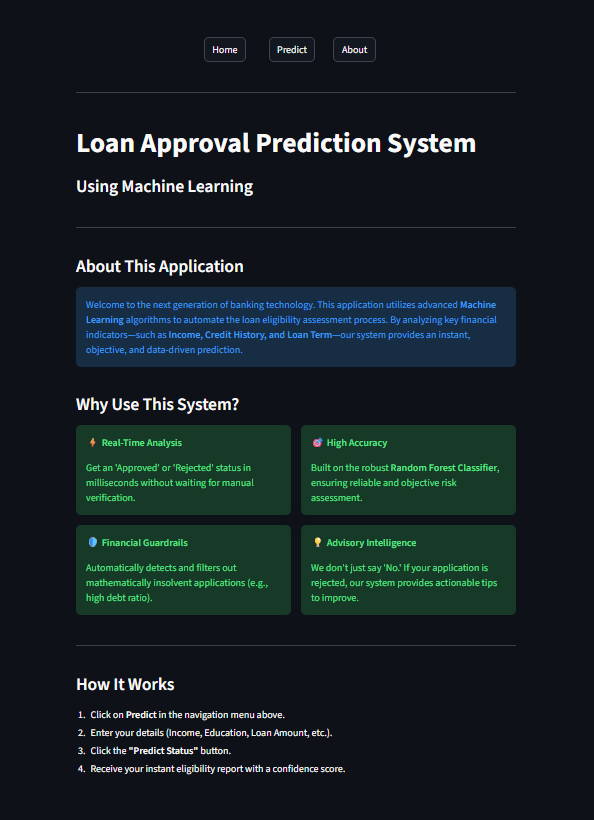 Home
Predict
About
Loan Approval Prediction System
Using Machine Learning
About This Application
Welcome to the next generation of banking technology. This application utilizes advanced Machine
Learning algorithms to automate the loan eligibility assessment process. By analyzing key financial
indicators—such as Income, Credit History, and Loan Term—our system provides an instant,
objective, and data-driven prediction.
Why Use This System?
Real-Time Analysis
Get an 'Approved' or 'Rejected' status in
milliseconds without waiting for manual
verification.
High Accuracy
Built on the robust Random Forest Classifier,
ensuring reliable and objective risk
assessment.
Financial Guardrails
Automatically detects and filters out
mathematically insolvent applications (e.g.,
high debt ratio).
Advisory Intelligence
We don't just say 'No.' If your application is
rejected, our system provides actionable tips
to improve.
How It Works
1. Click on Predict in the navigation menu above.
2. Enter your details (Income, Education, Loan Amount, etc.).
3. Click the "Predict Status" button.
4. Receive your instant eligibility report with a confidence score.